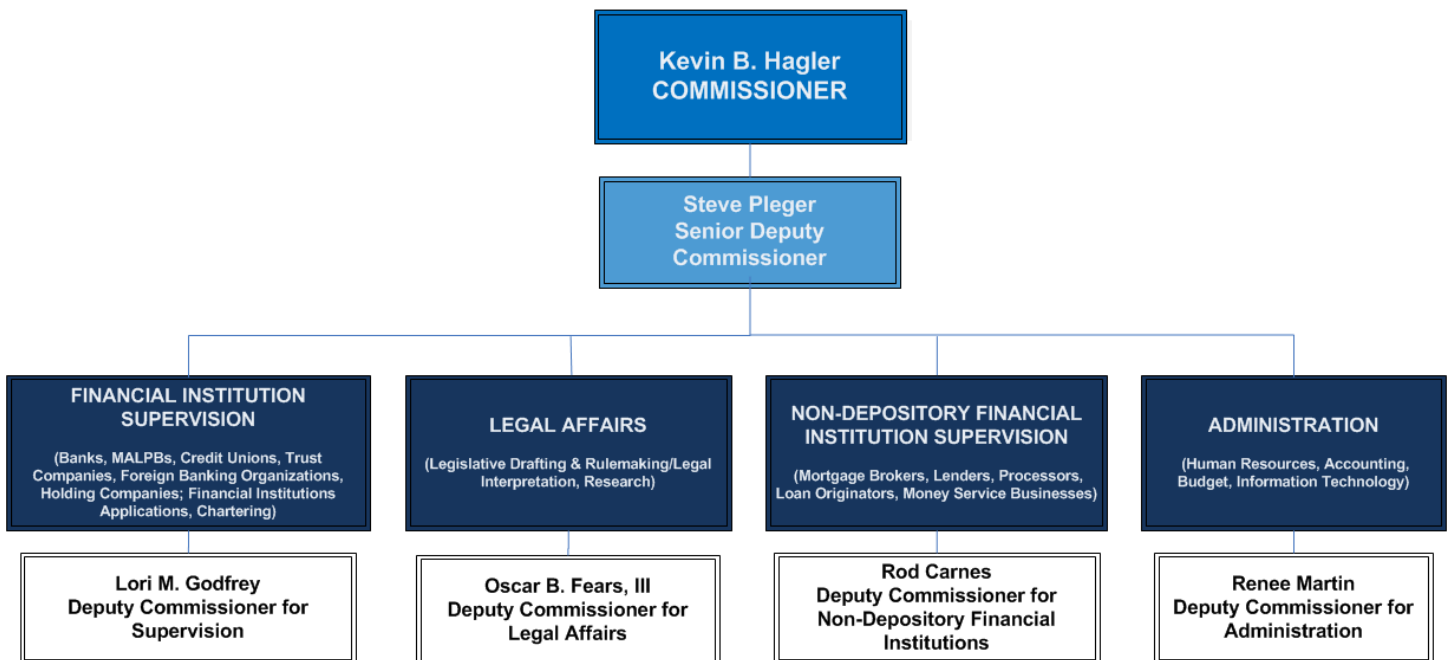 Kevin B. Hagler
COMMISSIONER
Steve Pleger
Senior Deputy
Commissioner
FINANCIAL INSTITUTION
SUPERVISION
(Banks, MALPBs, Credit Unions, Trust
Companies, Foreign Banking Organizations,
Holding Companies; Financial Institutions
Applications, Chartering)
LEGAL AFFAIRS
(Legislative Drafting & Rulemaking/Legal
Interpretation, Research)
NON-DEPOSITORY FINANCIAL
INSTITUTION SUPERVISION
(Mortgage Brokers, Lenders, Processors,
Loan Originators, Money Service Businesses)
ADMINISTRATION
(Human Resources, Accounting,
Budget, Information Technology)
Lori M. Godfrey
Deputy Commissioner for
Supervision
Oscar B. Fears, III
Deputy Commissioner for
Legal Affairs
Rod Carnes
Deputy Commissioner for
Non-Depository Financial
Institutions
Renee Martin
Deputy Commissioner for
Administration